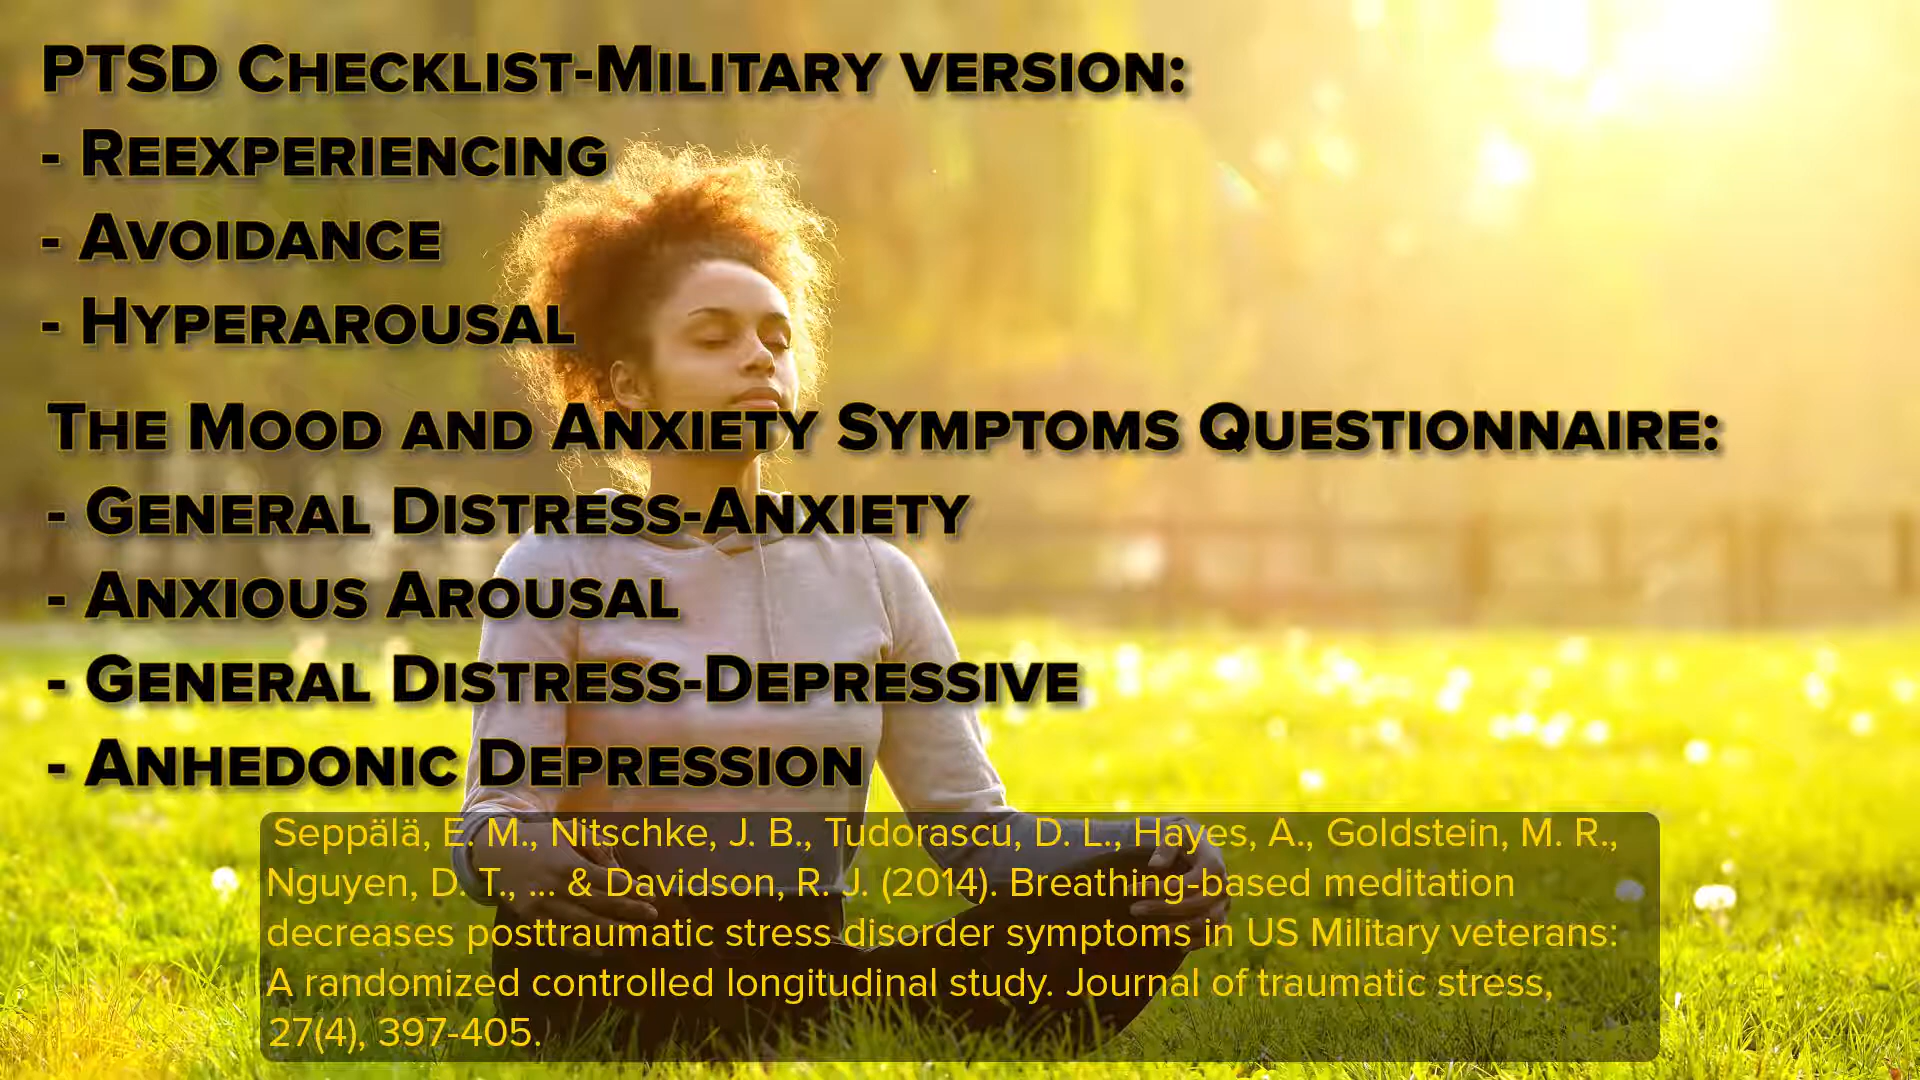 PTSD Checklist-Military version:
- Reexperiencing
- Avoidance
- Hyperarousal
The Mood and Anxiety Symptoms Questionnaire:
- General Distress-Anxiety
- Anxious Arousal
- General Distress-Depressive
- Anhedonic Depression
Seppälä, E. M., Nitschke, J. B., Tudorascu, D. L., Hayes, A., Goldstein, M. R.,
Nguyen, D. T., ... & Davidson, R. J. (2014). Breathing-based meditation
decreases posttraumatic stress disorder symptoms in US Military veterans:
A randomized controlled longitudinal study. Journal of traumatic stress,
27(4), 397-405.